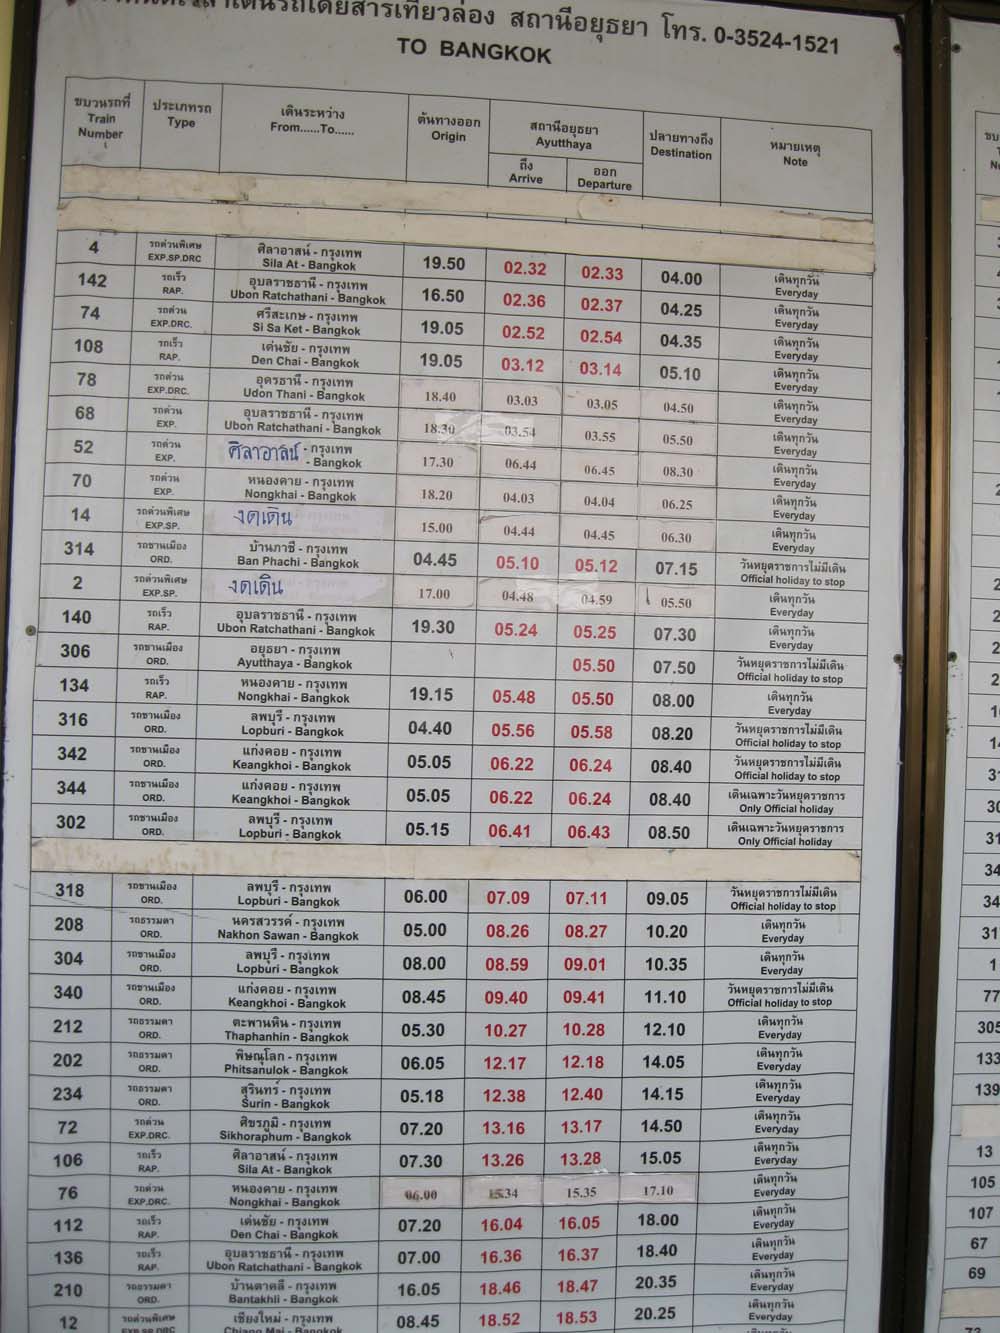 สถานีอยุธยา โทร. 0-3524-1521
TO BANGKOK
ขบวนรถที่ ประเภทรถ เดินระหว่าง ต้นทางออก สถานีอยุธยา ปลายทางถึง หมายเหตุ
Train Number Type From......To...... Origin Ayutthaya Destination Note
ถึง ออก
Arrive Departure
4 รถด่วนพิเศษ ศิลาอาสน์ - กรุงเทพ 19.50 02.32 02.33 04.00 เดินทุกวัน
EXP.SP.DRC Sila At - Bangkok Everyday
142 รถเร็ว อุบลราชธานี - กรุงเทพ 16.50 02.36 02.37 04.25 เดินทุกวัน
RAP. Ubon Ratchathani - Bangkok Everyday
74 รถด่วน ศรีสะเกษ - กรุงเทพ 19.05 02.52 02.54 04.35 เดินทุกวัน
EXP.DRC. Si Sa Ket - Bangkok Everyday
108 รถเร็ว เด่นชัย - กรุงเทพ 19.05 03.12 03.14 05.10 เดินทุกวัน
RAP. Den Chai - Bangkok Everyday
78 รถด่วน อุดรธานี - กรุงเทพ 18.40 03.03 03.05 04.50 เดินทุกวัน
EXP.DRC. Udon Thani - Bangkok Everyday
68 รถด่วน อุบลราชธานี - กรุงเทพ 18.30 03.54 03.55 05.50 เดินทุกวัน
EXP. Ubon Ratchathani - Bangkok Everyday
52 รถด่วน ศิลาอาสน์ - กรุงเทพ 17.30 06.44 06.45 08.30 เดินทุกวัน
EXP. - Bangkok Everyday
70 รถด่วน หนองคาย - กรุงเทพ 18.20 04.03 04.04 06.25 เดินทุกวัน
EXP. Nongkhai - Bangkok Everyday
14 รถด่วนพิเศษ งดเดิน 15.00 04.44 04.45 06.30 เดินทุกวัน
EXP.SP. Everyday
314 รถชานเมือง บ้านภาชี - กรุงเทพ 04.45 05.10 05.12 07.15 วันหยุดราชการไม่มีเดิน
ORD. Ban Phachi - Bangkok Official holiday to stop
2 รถด่วนพิเศษ งดเดิน 17.00 04.48 04.59 05.50 เดินทุกวัน
EXP.SP. Everyday
140 รถเร็ว อุบลราชธานี - กรุงเทพ 19.30 05.24 05.25 07.30 เดินทุกวัน
RAP. Ubon Ratchathani - Bangkok Everyday
306 รถชานเมือง อยุธยา - กรุงเทพ 05.50 07.50 วันหยุดราชการไม่มีเดิน
ORD. Ayutthaya - Bangkok Official holiday to stop
134 รถเร็ว หนองคาย - กรุงเทพ 19.15 05.48 05.50 08.00 เดินทุกวัน
RAP. Nongkhai - Bangkok Everyday
316 รถชานเมือง ลพบุรี - กรุงเทพ 04.40 05.56 05.58 08.20 วันหยุดราชการไม่มีเดิน
ORD. Lopburi - Bangkok Official holiday to stop
342 รถชานเมือง แก่งคอย - กรุงเทพ 05.05 06.22 06.24 08.40 วันหยุดราชการไม่มีเดิน
ORD. Keangkhoi - Bangkok Official holiday to stop
344 รถชานเมือง แก่งคอย - กรุงเทพ 05.05 06.22 06.24 08.40 เดินเฉพาะวันหยุดราชการ
ORD. Keangkhoi - Bangkok Only Official holiday
302 รถชานเมือง ลพบุรี - กรุงเทพ 05.15 06.41 06.43 08.50 เดินเฉพาะวันหยุดราชการ
ORD. Lopburi - Bangkok Only Official holiday
318 รถชานเมือง ลพบุรี - กรุงเทพ 06.00 07.09 07.11 09.05 วันหยุดราชการไม่มีเดิน
ORD. Lopburi - Bangkok Official holiday to stop
208 รถธรรมดา นครสวรรค์ - กรุงเทพ 05.00 08.26 08.27 10.20 เดินทุกวัน
ORD. Nakhon Sawan - Bangkok Everyday
304 รถชานเมือง ลพบุรี - กรุงเทพ 08.00 08.59 09.01 10.35 เดินทุกวัน
ORD. Lopburi - Bangkok Everyday
340 รถชานเมือง แก่งคอย - กรุงเทพ 08.45 09.40 09.41 11.10 วันหยุดราชการไม่มีเดิน
ORD. Keangkhoi - Bangkok Official holiday to stop
212 รถธรรมดา ตะพานหิน - กรุงเทพ 05.30 10.27 10.28 12.10 เดินทุกวัน
ORD. Thaphanhin - Bangkok Everyday
202 รถธรรมดา พิษณุโลก - กรุงเทพ 06.05 12.17 12.18 14.05 เดินทุกวัน
ORD. Phitsanulok - Bangkok Everyday
234 รถธรรมดา สุรินทร์ - กรุงเทพ 05.18 12.38 12.40 14.15 เดินทุกวัน
ORD. Surin - Bangkok Everyday
72 รถด่วน ศิขรภูมิ - กรุงเทพ 07.20 13.16 13.17 14.50 เดินทุกวัน
EXP.DRC. Sikhoraphum - Bangkok Everyday
106 รถเร็ว ศิลาอาสน์ - กรุงเทพ 07.30 13.26 13.28 15.05 เดินทุกวัน
RAP. Sila At - Bangkok Everyday
76 รถด่วน หนองคาย - กรุงเทพ 06.00 15.34 15.35 17.10 เดินทุกวัน
EXP.DRC. Nongkhai - Bangkok Everyday
112 รถเร็ว เด่นชัย - กรุงเทพ 07.20 16.04 16.05 18.00 เดินทุกวัน
RAP. Den Chai - Bangkok Everyday
136 รถเร็ว อุบลราชธานี - กรุงเทพ 07.00 16.36 16.37 18.40 เดินทุกวัน
RAP. Ubon Ratchathani - Bangkok Everyday
210 รถธรรมดา บ้านตาคลี - กรุงเทพ 16.05 18.46 18.47 20.35 เดินทุกวัน
ORD. Bantakhli - Bangkok Everyday
12 รถด่วนพิเศษ เชียงใหม่ - กรุงเทพ 08.45 18.52 18.53 20.25 เดินทุกวัน
EXP.SP.DRC Chiang Mai - Bangkok Everyday
77
305
133
139
13
105
107
67
69